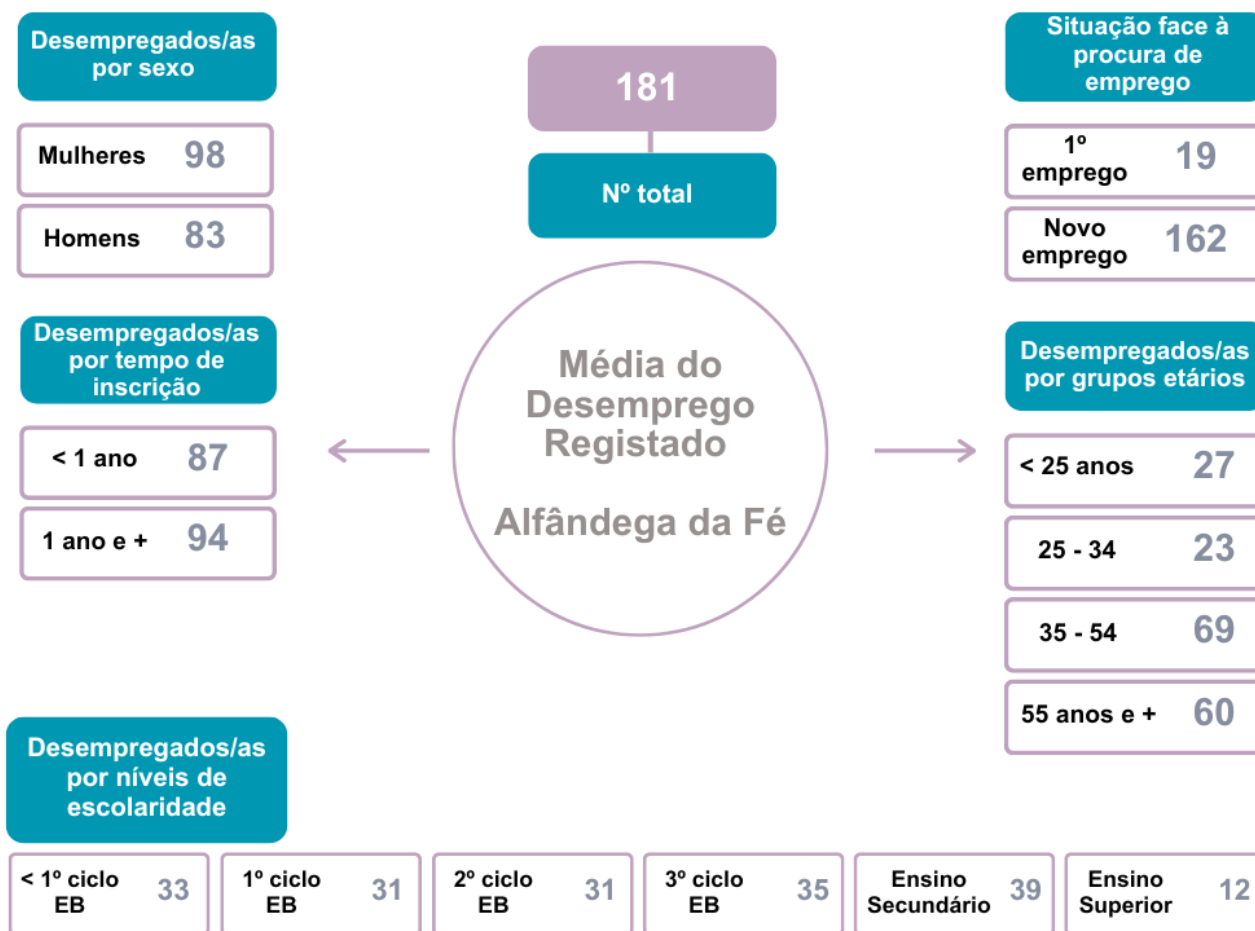 Desempregados/as
por sexo
Mulheres 98
Homens 83
Desempregados/as
por tempo de
inscrição
< 1 ano 87
1 ano e + 94
181
Nº total
Média do
Desemprego
Registado
Alfândega da Fé
Situação face à
procura de
emprego
1º
emprego 19
Novo
emprego 162
Desempregados/as
por grupos etários
< 25 anos 27
25 - 34 23
35 - 54 69
55 anos e + 60
Desempregados/as
por níveis de
escolaridade
< 1º ciclo
EB 33
1º ciclo
EB 31
2º ciclo
EB 31
3º ciclo
EB 35
Ensino
Secundário 39
Ensino
Superior 12